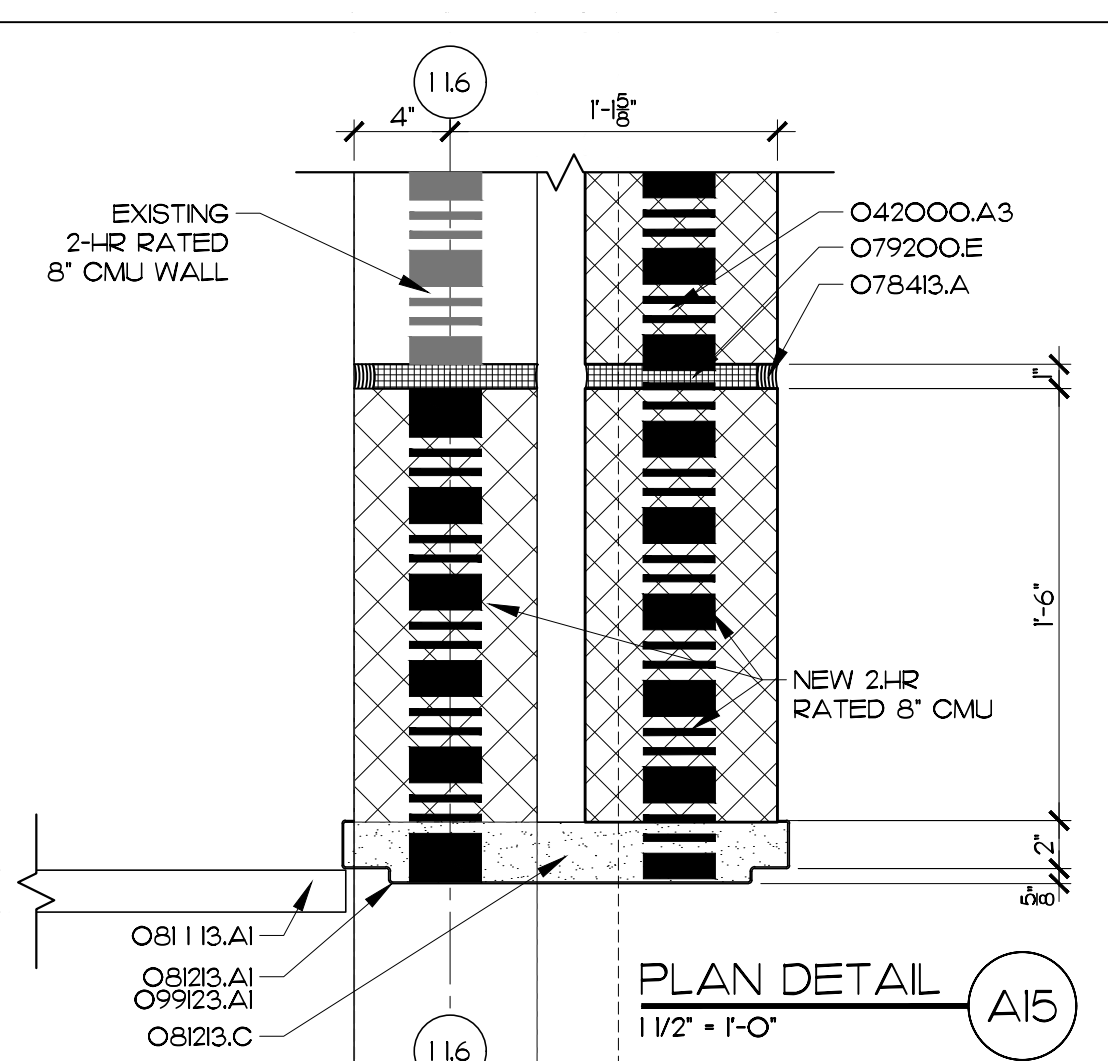 11.6
4"
1'-1 5/8"
EXISTING
2-HR RATED
8" CMU WALL
042000.A3
079200.E
078413.A
1"
1'-6"
NEW 2.HR
RATED 8" CMU
2"
5/8"
081113.A1
081213.A1
099123.A1
081213.C
PLAN DETAIL
1 1/2" = 1'-0"
A15
11.6